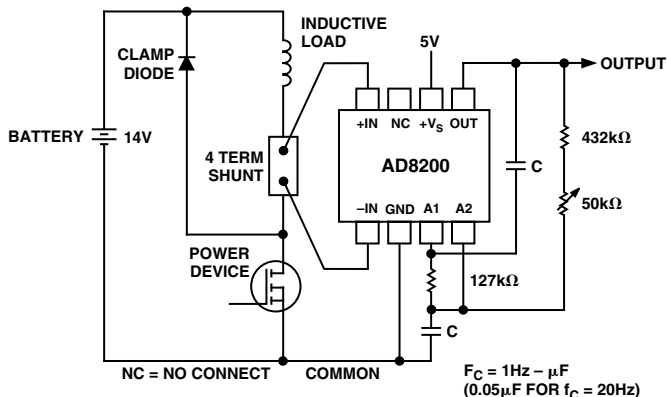 INDUCTIVE
LOAD
5V
OUTPUT
CLAMP
DIODE
BATTERY
14V
4 TERM
SHUNT
+IN
NC
+VS
OUT
AD8200
–IN
GND
A1
A2
C
432kΩ
50kΩ
POWER
DEVICE
127kΩ
C
NC = NO CONNECT
COMMON
FC = 1Hz – μF
(0.05μF FOR fC = 20Hz)